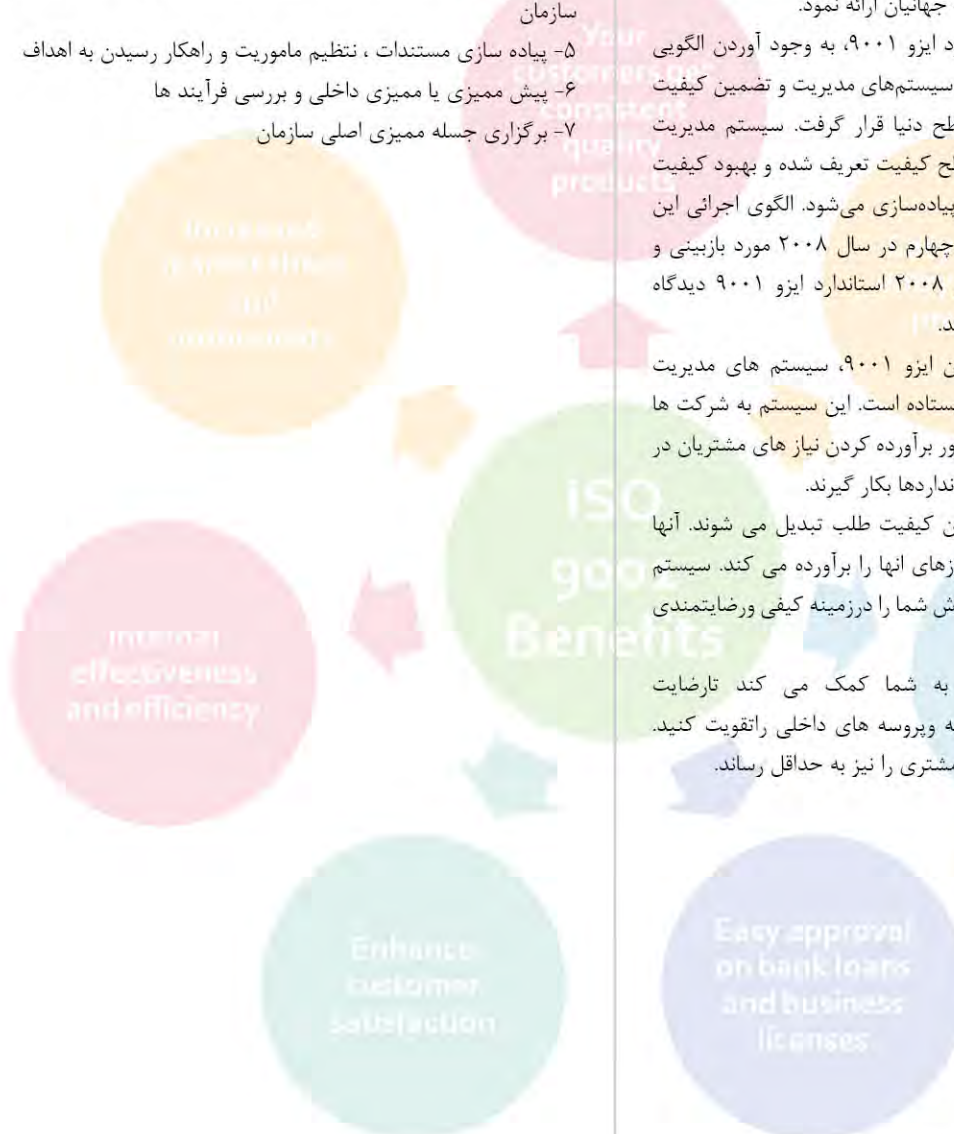 جهانیان ارائه نمود.
د ایزو ۹۰۰۱، به وجود آوردن الگویی
سیستم‌های مدیریت و تضمین کیفیت
طح دنیا قرار گرفت. سیستم مدیریت
لح کیفیت تعریف شده و بهبود کیفیت
پیاده‌سازی می‌شود. الگوی اجرائی این
چهارم در سال ۲۰۰۸ مورد بازبینی و
۲۰۰۸ استاندارد ایزو ۹۰۰۱ دیدگاه
د.
ن ایزو ۹۰۰۱، سیستم های مدیریت
یستاده است. این سیستم به شرکت ها
ور برآورده کردن نیاز های مشتریان در
نداردها بکار گیرند.
ن کیفیت طلب تبدیل می شوند. آنها
زهای انها را برآورده می کند. سیستم
ش شما را درزمینه کیفی ورضایتمندی
به شما کمک می کند تارضایت
ه وپروسه های داخلی راتقویت کنید.
مشتری را نیز به حداقل رساند.
سازمان
۵- پیاده سازی مستندات ، نتظیم ماموریت و راهکار رسیدن به اهداف
۶- پیش ممیزی یا ممیزی داخلی و بررسی فرآیند ها
۷- برگزاری جسله ممیزی اصلی سازمان
Your
customers get
consistent
quality
products
iSO
good
Benefits
Internal
effectiveness
and efficiency
Enhance
customer
satisfaction
Easy approval
on bank loans
and business
licenses